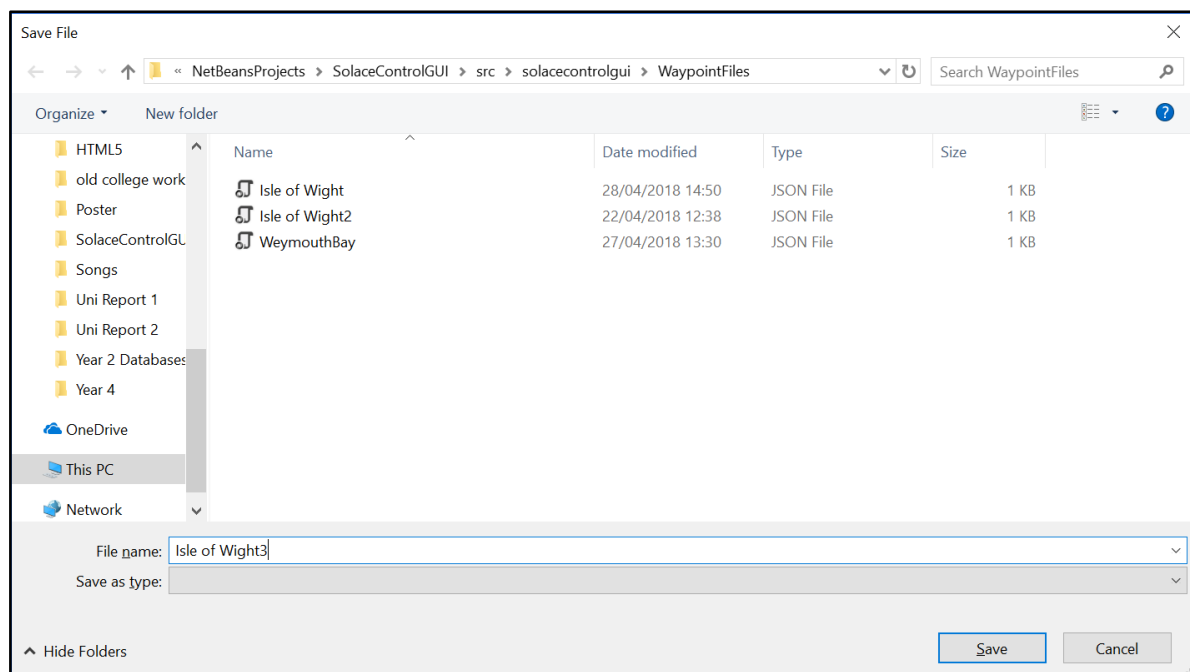 Save File
« NetBeansProjects > SolaceControlGUI > src > solacecontrolgui > WaypointFiles
Search WaypointFiles
Organize New folder
?
Name Date modified Type Size
HTML5
old college work
Poster
SolaceControlGU
Songs
Uni Report 1
Uni Report 2
Year 2 Databases
Year 4
OneDrive
This PC
Network
Isle of Wight 28/04/2018 14:50 JSON File 1 KB
Isle of Wight2 22/04/2018 12:38 JSON File 1 KB
WeymouthBay 27/04/2018 13:30 JSON File 1 KB
File name: Isle of Wight3
Save as type:
Hide Folders
Save Cancel